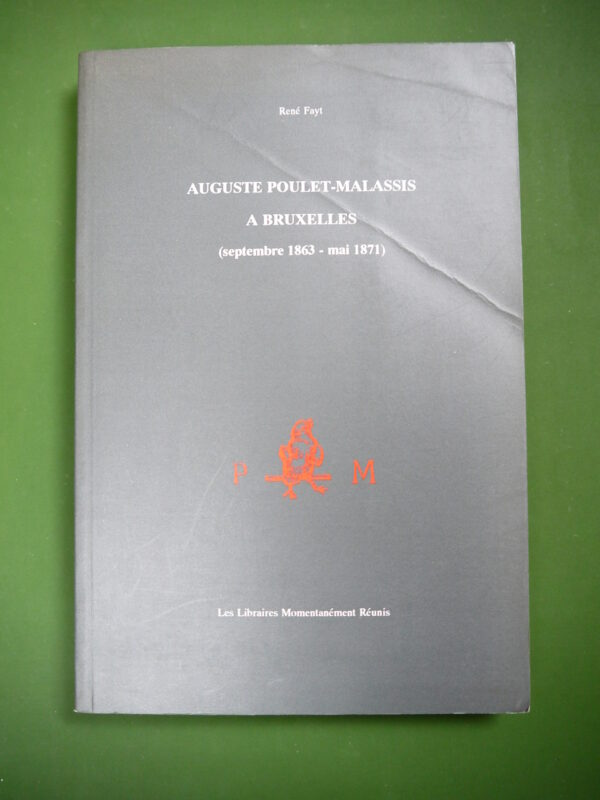 René Fayt
AUGUSTE POULET-MALASSIS
A BRUXELLES
(septembre 1863 - mai 1871)
P M
Les Libraires Momentanément Réunis